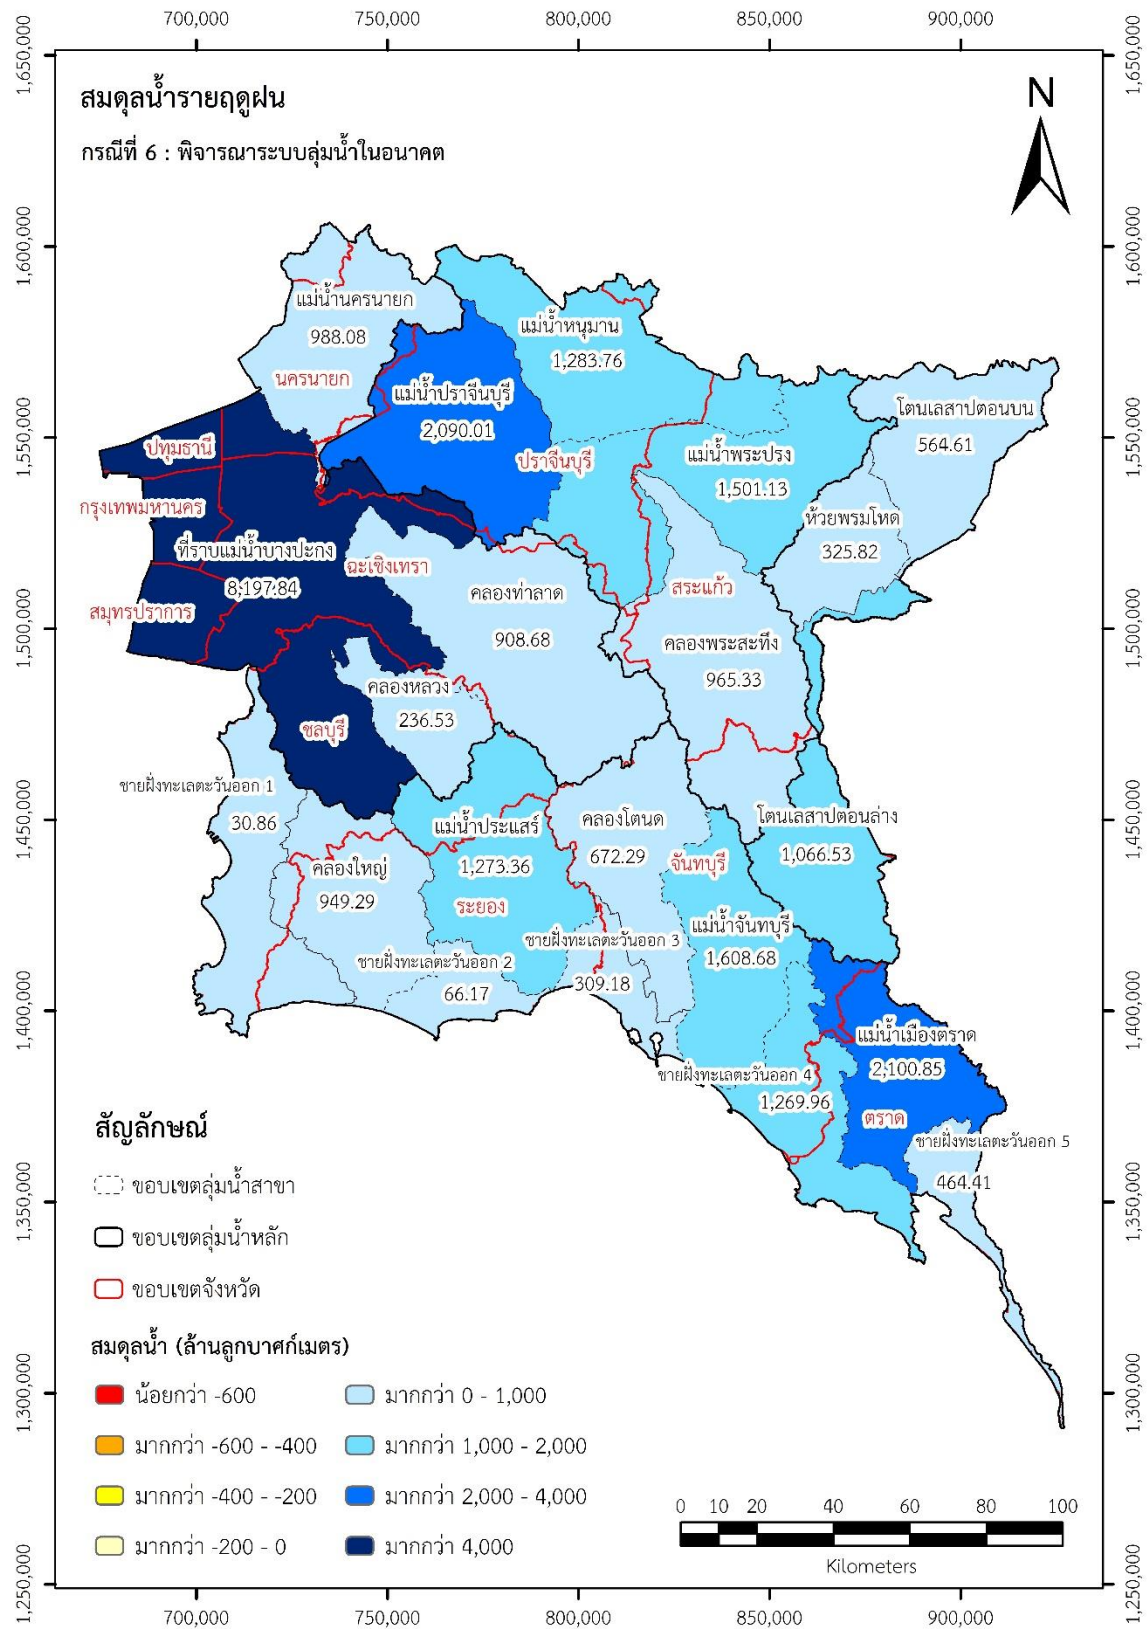 700,000 750,000 800,000 850,000 900,000
1,650,000 1,650,000
สมดุลน้ำรายฤดูฝน
กรณีที่ 6 : พิจารณาระบบลุ่มน้ำในอนาคต
N
1,600,000 1,600,000
แม่น้ำนครนายก
988.08
นครนายก
แม่น้ำหนุมาน
1,283.76
แม่น้ำปราจีนบุรี
2,090.01
ปราจีนบุรี
โตนเลสาปตอนบน
564.61
1,550,000 1,550,000
ปทุมธานี
แม่น้ำพระปรง
1,501.13
กรุงเทพมหานคร
ห้วยพรมโหด
325.82
ที่ราบแม่น้ำบางปะกง
8,197.84
ฉะเชิงเทรา
สมุทรปราการ
คลองท่าลาด
908.68
สระแก้ว
1,500,000 1,500,000
คลองพระสะทึง
965.33
คลองหลวง
236.53
ชลบุรี
ชายฝั่งทะเลตะวันออก 1
30.86
1,450,000 1,450,000
แม่น้ำประแสร์
1,273.36
ระยอง
คลองโตนด
672.29
จันทบุรี
โตนเลสาปตอนล่าง
1,066.53
คลองใหญ่
949.29
แม่น้ำจันทบุรี
1,608.68
ชายฝั่งทะเลตะวันออก 3
309.18
ชายฝั่งทะเลตะวันออก 2
66.17
1,400,000 1,400,000
แม่น้ำเมืองตราด
2,100.85
ชายฝั่งทะเลตะวันออก 4
1,269.96
ตราด
ชายฝั่งทะเลตะวันออก 5
464.41
สัญลักษณ์
ขอบเขตลุ่มน้ำสาขา
1,350,000 1,350,000
ขอบเขตลุ่มน้ำหลัก
ขอบเขตจังหวัด
สมดุลน้ำ (ล้านลูกบาศก์เมตร)
น้อยกว่า -600
มากกว่า 0 - 1,000
1,300,000 1,300,000
มากกว่า -600 - -400
มากกว่า 1,000 - 2,000
มากกว่า -400 - -200
มากกว่า 2,000 - 4,000
มากกว่า -200 - 0
มากกว่า 4,000
0 10 20 40 60 80 100
Kilometers
1,250,000 1,250,000
700,000 750,000 800,000 850,000 900,000